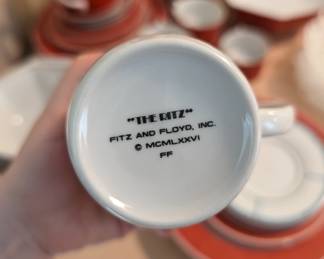 "THE RITZ"
FITZ AND FLOYD, INC.
© MCMLXXVI
FF